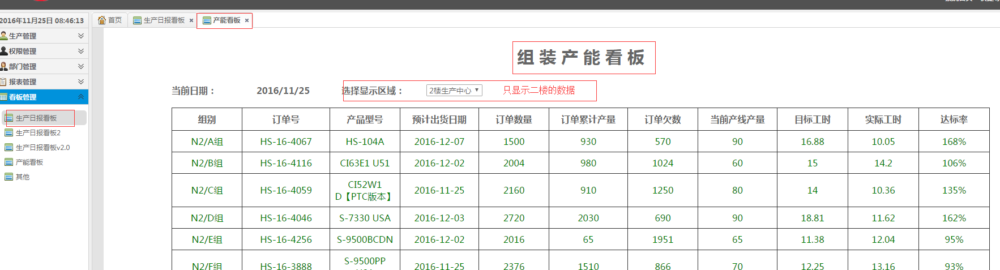 2016年11月25日 08:46:13
首页
生产日报看板
产能看板
生产管理
权限管理
部门管理
报表管理
看板管理
生产日报看板
生产日报看板2
生产日报看板v2.0
产能看板
其他
组装产能看板
当前日期： 2016/11/25 选择显示区域： 2楼生产中心 只显示二楼的数据
组别 订单号 产品型号 预计出货日期 订单数量 订单累计产量 订单欠数 当前产线产量 目标工时 实际工时 达标率
N2/A组 HS-16-4067 HS-104A 2016-12-07 1500 930 570 90 16.88 10.05 168%
N2/B组 HS-16-4116 CI63E1 U51 2016-12-02 2004 980 1024 60 15 14.2 106%
N2/C组 HS-16-4059 CI52W1 D【PTC版本】 2016-11-25 2160 910 1250 80 14 10.36 135%
N2/D组 HS-16-4046 S-7330 USA 2016-12-03 2720 2030 690 90 18.81 11.62 162%
N2/E组 HS-16-4256 S-9500BCDN 2016-12-02 2016 65 1951 65 11.38 12.04 95%
N2/F组 HS-16-3888 S-9500PP 2016-11-25 2376 1510 866 70 12.25 13.16 93%